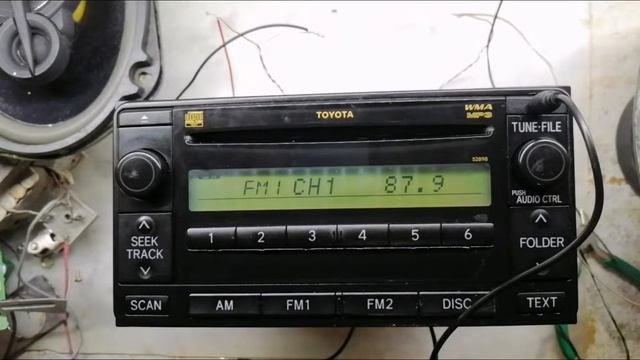 TOYOTA
WMA
MP3
TUNE·FILE
52898
FM1 CH1 87.9
PUSH
AUDIO CTRL
1 2 3 4 5 6
SEEK
TRACK
FOLDER
SCAN AM FM1 FM2 DISC TEXT